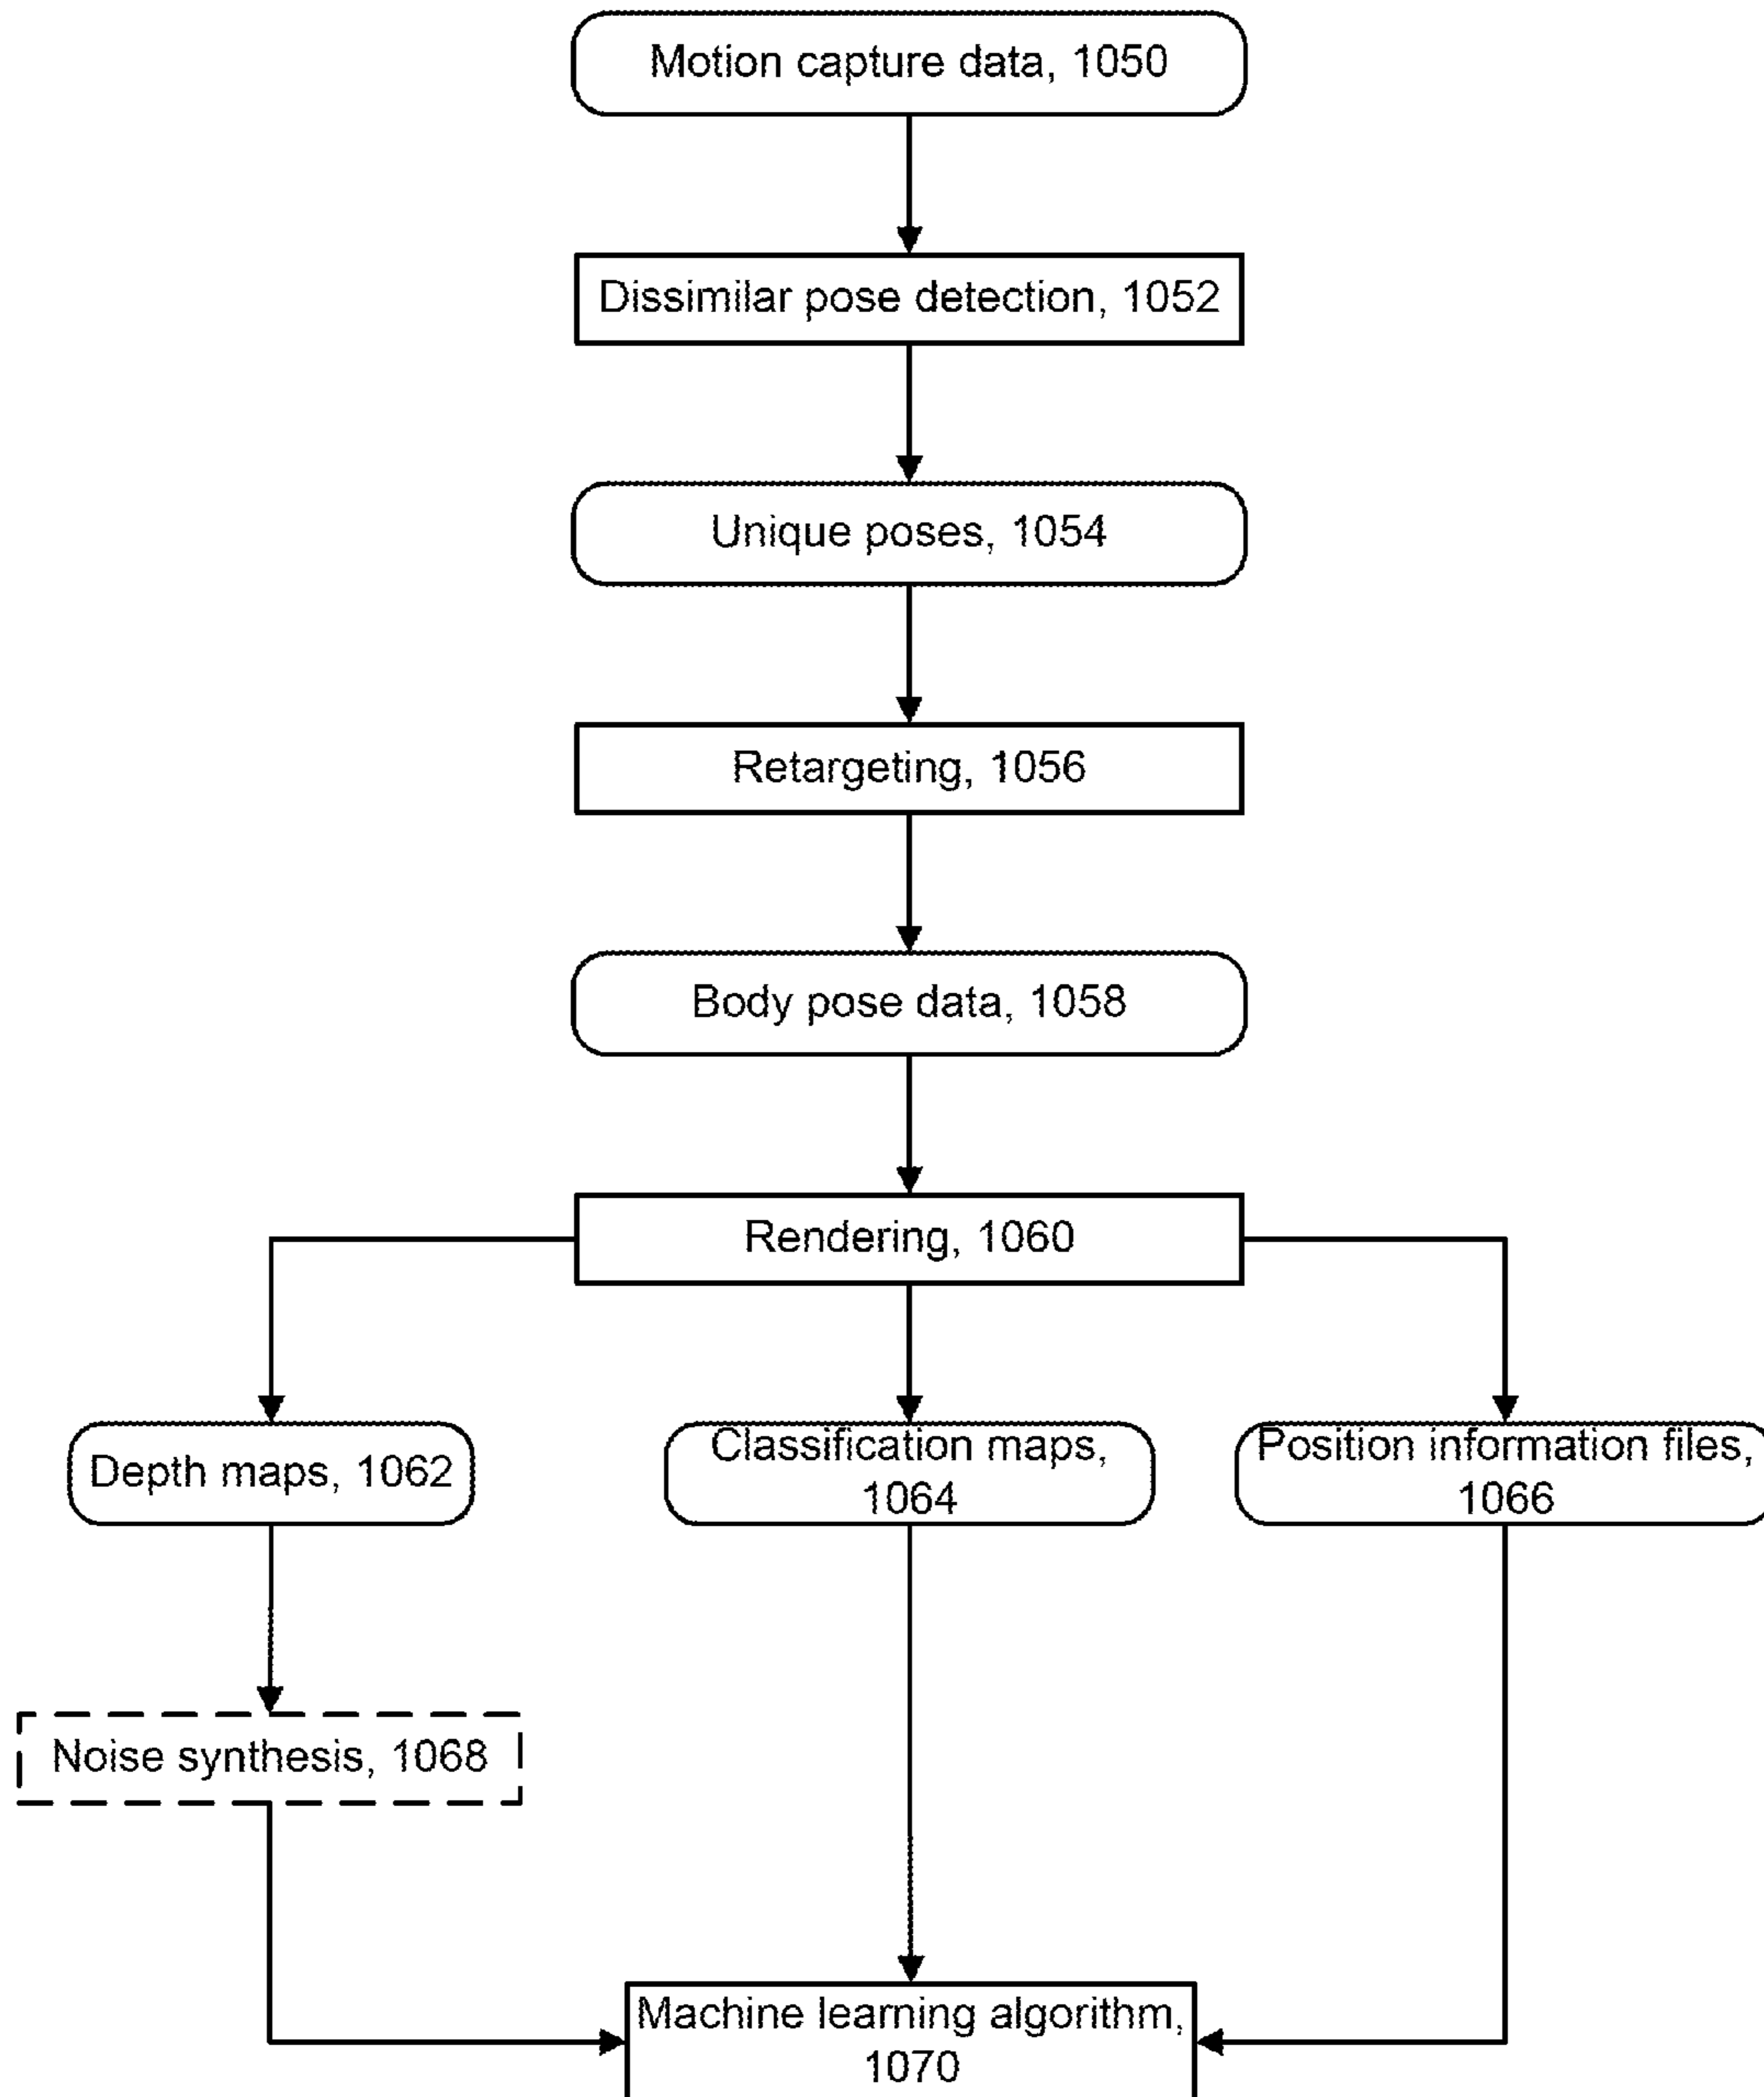 Motion capture data, 1050
Dissimilar pose detection, 1052
Unique poses, 1054
Retargeting, 1056
Body pose data, 1058
Rendering, 1060
Depth maps, 1062
Classification maps,
1064
Position information files,
1066
Noise synthesis, 1068
Machine learning algorithm,
1070